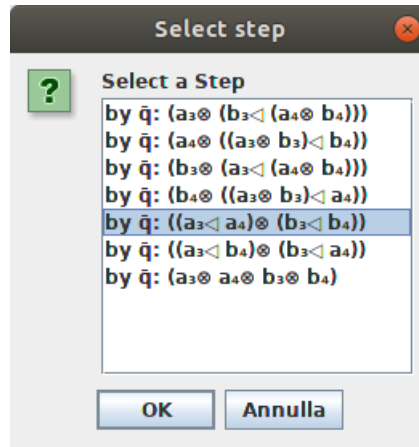 Select step
?
Select a Step
by q̄: (a₃⊗ (b₃◁ (a₄⊗ b₄)))
by q̄: (a₄⊗ ((a₃⊗ b₃)◁ b₄))
by q̄: (b₃⊗ (a₃◁ (a₄⊗ b₄)))
by q̄: (b₄⊗ ((a₃⊗ b₃)◁ a₄))
by q̄: ((a₃◁ a₄)⊗ (b₃◁ b₄))
by q̄: ((a₃◁ b₄)⊗ (b₃◁ a₄))
by q̄: (a₃⊗ a₄⊗ b₃⊗ b₄)
OK
Annulla